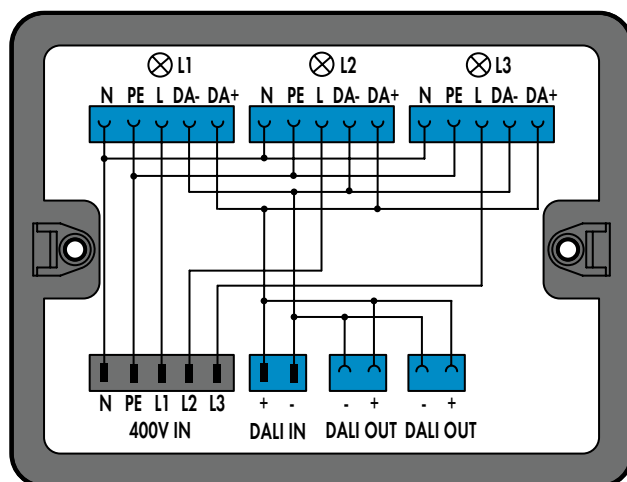 L1 L2 L3
N PE L DA- DA+ N PE L DA- DA+ N PE L DA- DA+
N PE L1 L2 L3 + - - + - +
400V IN DALI IN DALI OUT DALI OUT